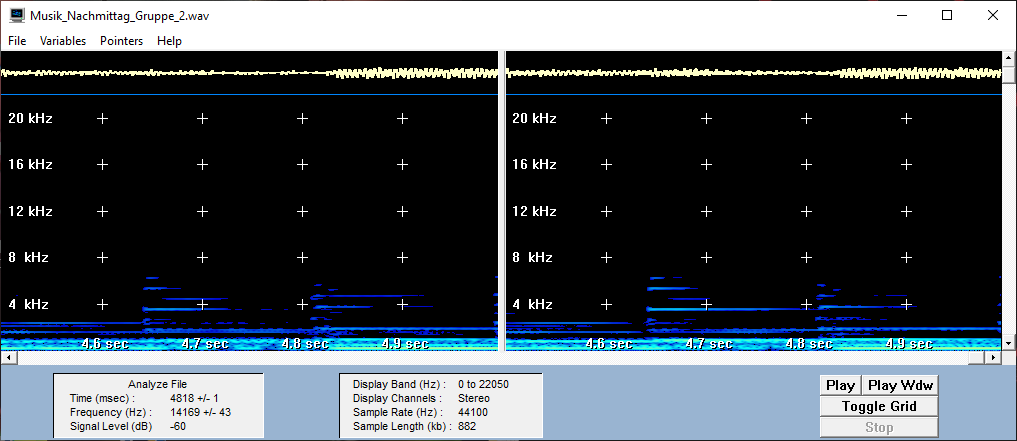 Musik_Nachmittag_Gruppe_2.wav
File Variables Pointers Help
20 kHz 20 kHz
16 kHz 16 kHz
12 kHz 12 kHz
8 kHz 8 kHz
4 kHz 4 kHz
4.6 sec 4.7 sec 4.8 sec 4.9 sec 4.6 sec 4.7 sec 4.8 sec 4.9 sec
Analyze File
Time (msec) : 4818 +/- 1
Frequency (Hz) : 14169 +/- 43
Signal Level (dB) -60
Display Band (Hz) : 0 to 22050
Display Channels : Stereo
Sample Rate (Hz) : 44100
Sample Length (kb) : 882
Play Play Wdw
Toggle Grid
Stop